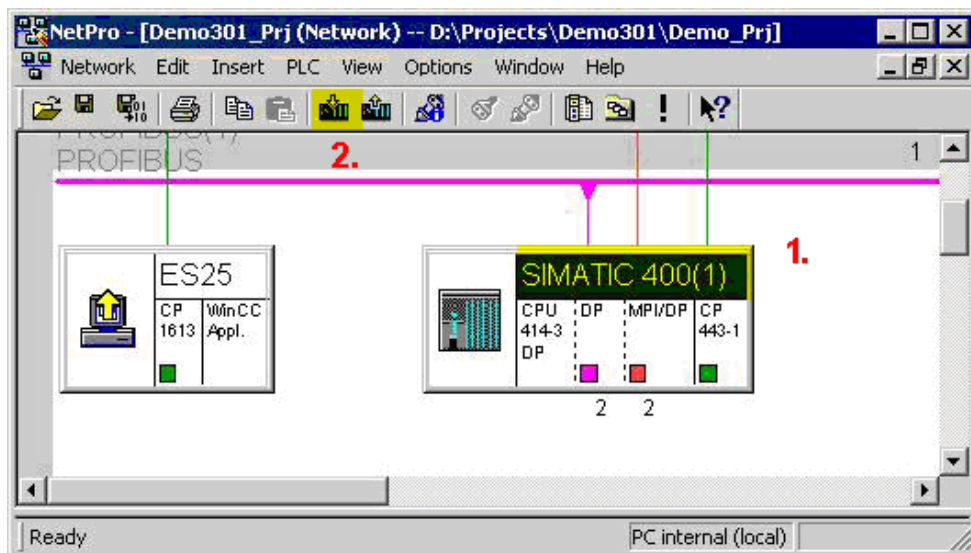 NetPro - [Demo301_Prj (Network) -- D:\Projects\Demo301\Demo_Prj]
Network Edit Insert PLC View Options Window Help
PROFIBUS(1)
PROFIBUS
2.
1
1.
ES25
CP 1613
WinCC Appl.
SIMATIC 400(1)
CPU 414-3 DP
DP
MPI/DP
CP 443-1
2 2
Ready
PC internal (local)